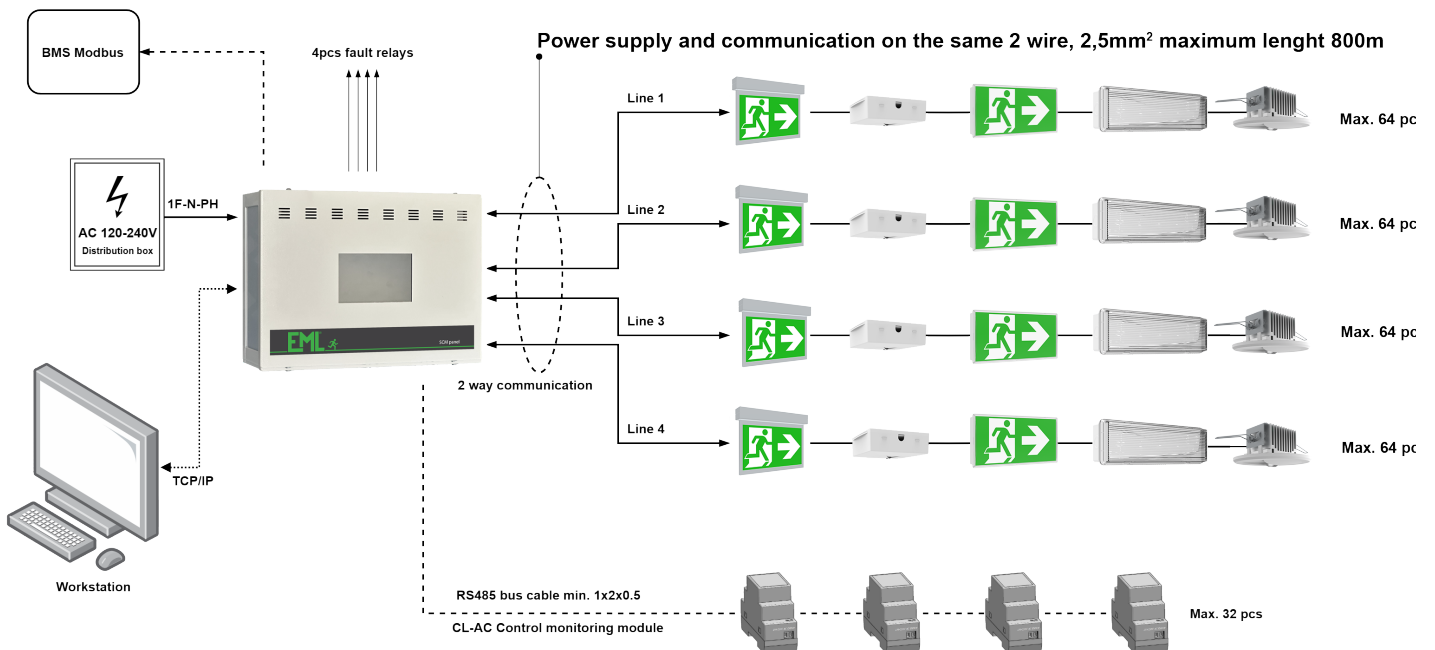 Power supply and communication on the same 2 wire, 2,5mm² maximum lenght 800m
BMS Modbus
4pcs fault relays
Line 1
Max. 64 pc
1F-N-PH
AC 120-240V
Distribution box
Line 2
Max. 64 pc
Line 3
Max. 64 pc
EML
ECM panel
2 way communication
Line 4
Max. 64 pc
TCP/IP
Workstation
RS485 bus cable min. 1x2x0.5
CL-AC Control monitoring module
Max. 32 pcs